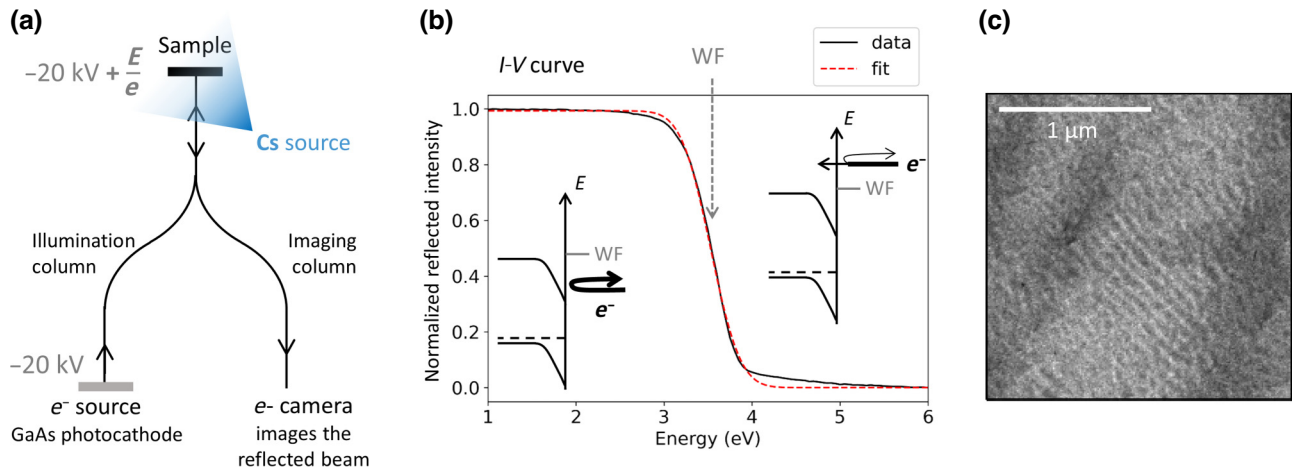 (a)
Sample
−20 kV + E/e
Cs source
Illumination
column
Imaging
column
−20 kV
e− source
GaAs photocathode
e- camera
images the
reflected beam
(b)
I-V curve
WF
data
fit
Normalized reflected intensity
1.0
0.8
0.6
0.4
0.2
0.0
E
WF
e−
E
e−
WF
1 2 3 4 5 6
Energy (eV)
(c)
1 μm